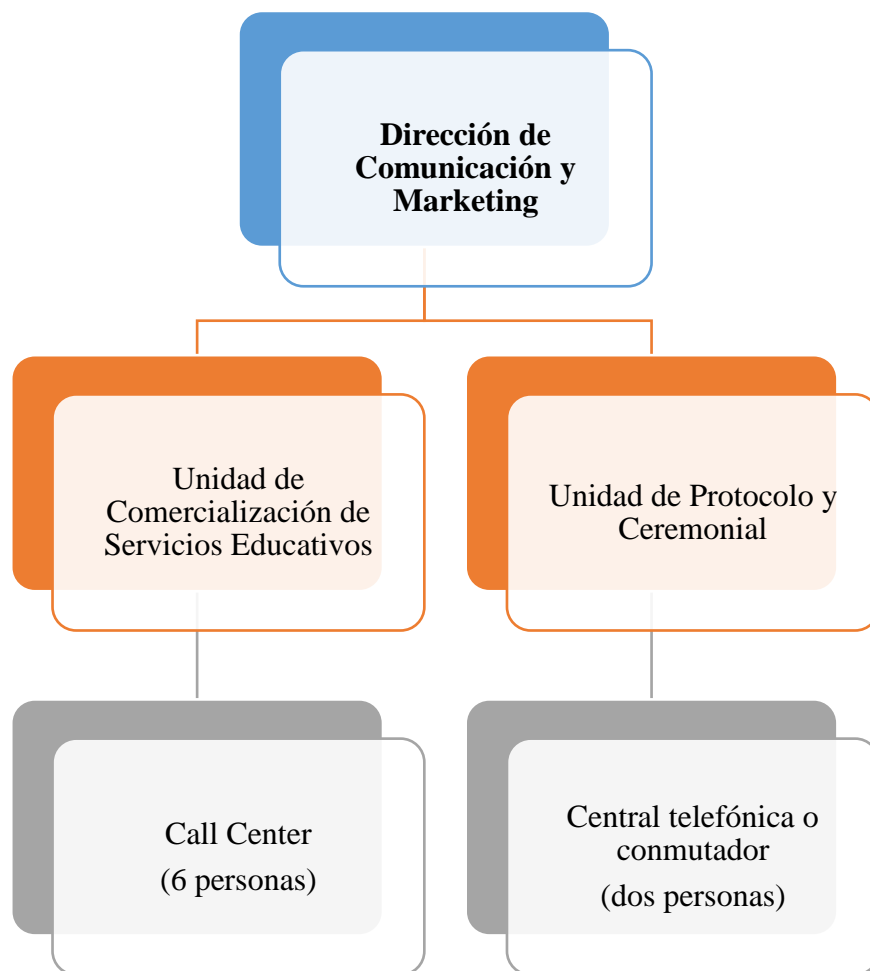 Dirección de
Comunicación y
Marketing
Unidad de
Comercialización de
Servicios Educativos
Unidad de Protocolo y
Ceremonial
Call Center
(6 personas)
Central telefónica o
conmutador
(dos personas)